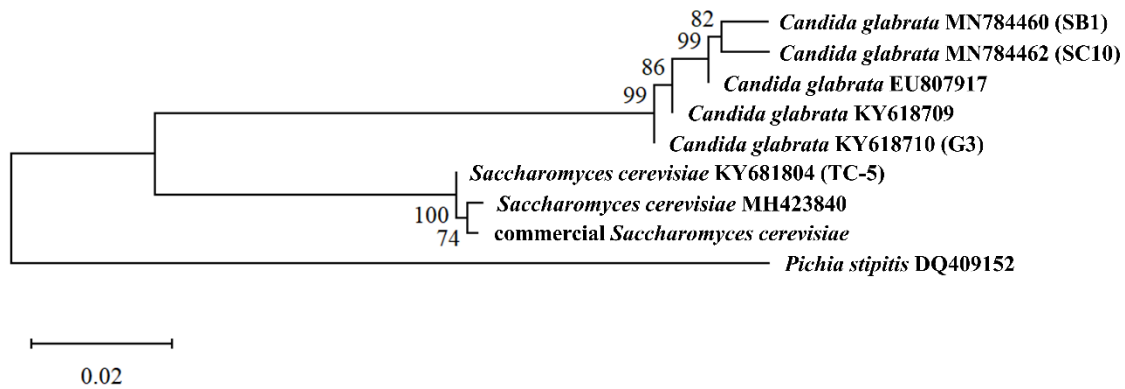 82
Candida glabrata MN784460 (SB1)
99
Candida glabrata MN784462 (SC10)
86
Candida glabrata EU807917
99
Candida glabrata KY618709
Candida glabrata KY618710 (G3)
Saccharomyces cerevisiae KY681804 (TC-5)
100
Saccharomyces cerevisiae MH423840
74
commercial Saccharomyces cerevisiae
Pichia stipitis DQ409152
0.02